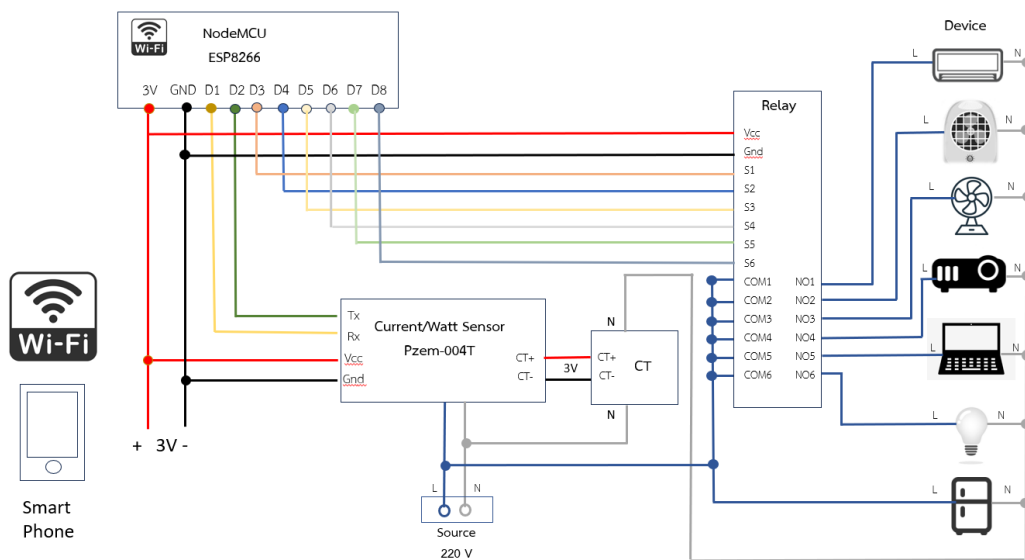 NodeMCU
ESP8266
Wi-Fi
3V GND D1 D2 D3 D4 D5 D6 D7 D8
Device
L N
L N
L N
L N
L N
L N
L N
Relay
Vcc
Gnd
S1
S2
S3
S4
S5
S6
COM1 NO1
COM2 NO2
COM3 NO3
COM4 NO4
COM5 NO5
COM6 NO6
Wi-Fi
Smart
Phone
+ 3V -
Current/Watt Sensor
Pzem-004T
Tx
Rx
Vcc
Gnd
CT+
CT-
3V
N
CT+
CT-
CT
N
L N
Source
220 V